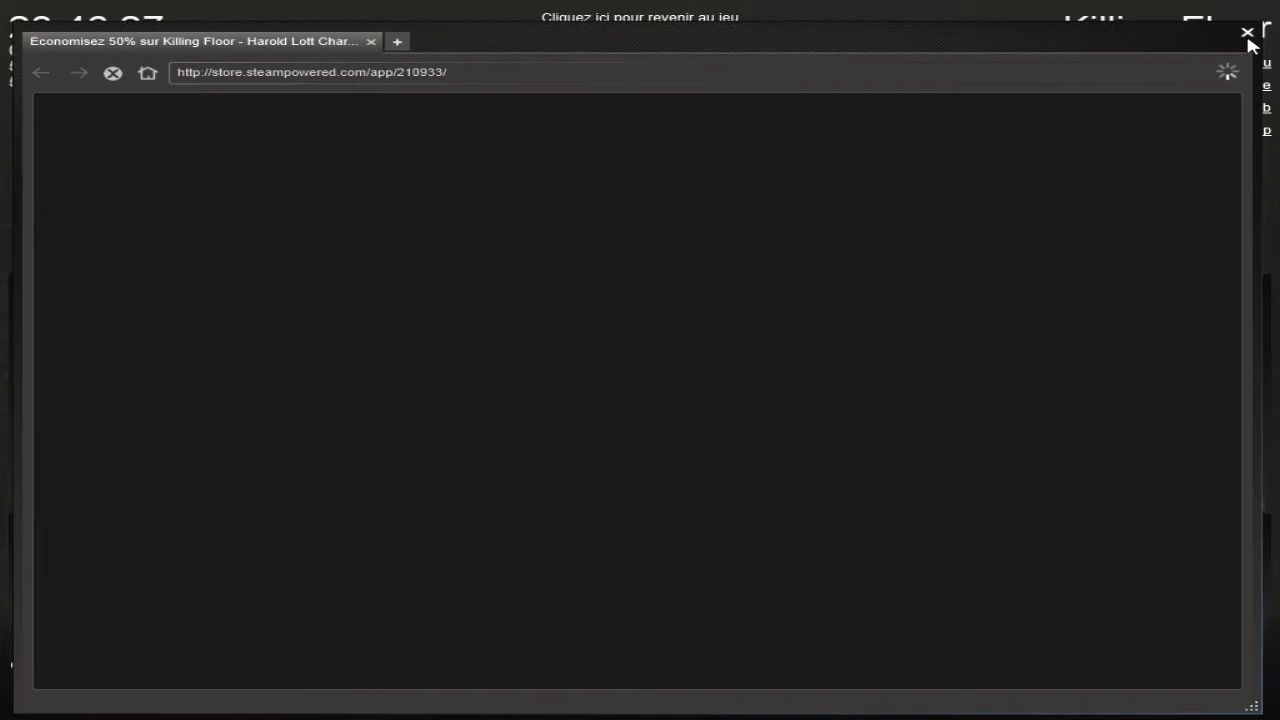 Cliquez ici pour revenir au jeu
Économisez 50% sur Killing Floor - Harold Lott Char...
http://store.steampowered.com/app/210933/
u
e
b
p